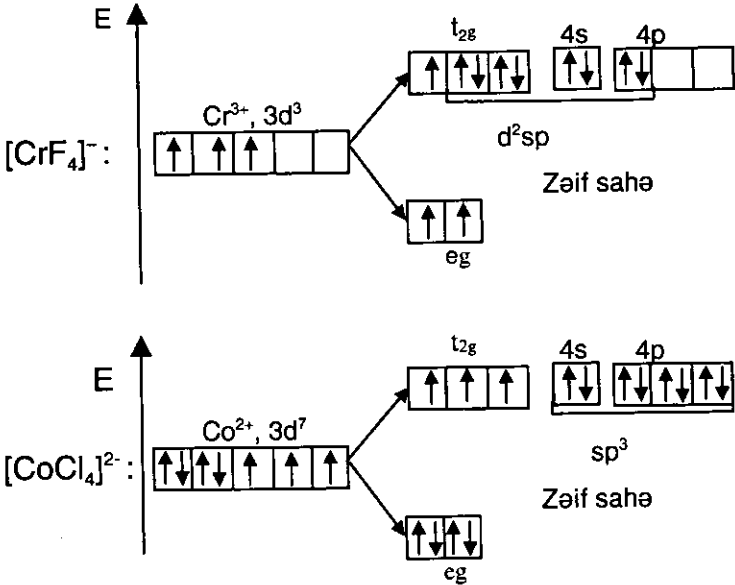 E
t₂g
4s 4p
Cr³⁺, 3d³
[CrF₄]⁻ :
d²sp
Zəif sahə
eg
t₂g
4s 4p
E
Co²⁺, 3d⁷
[CoCl₄]²⁻ :
sp³
Zəif sahə
eg